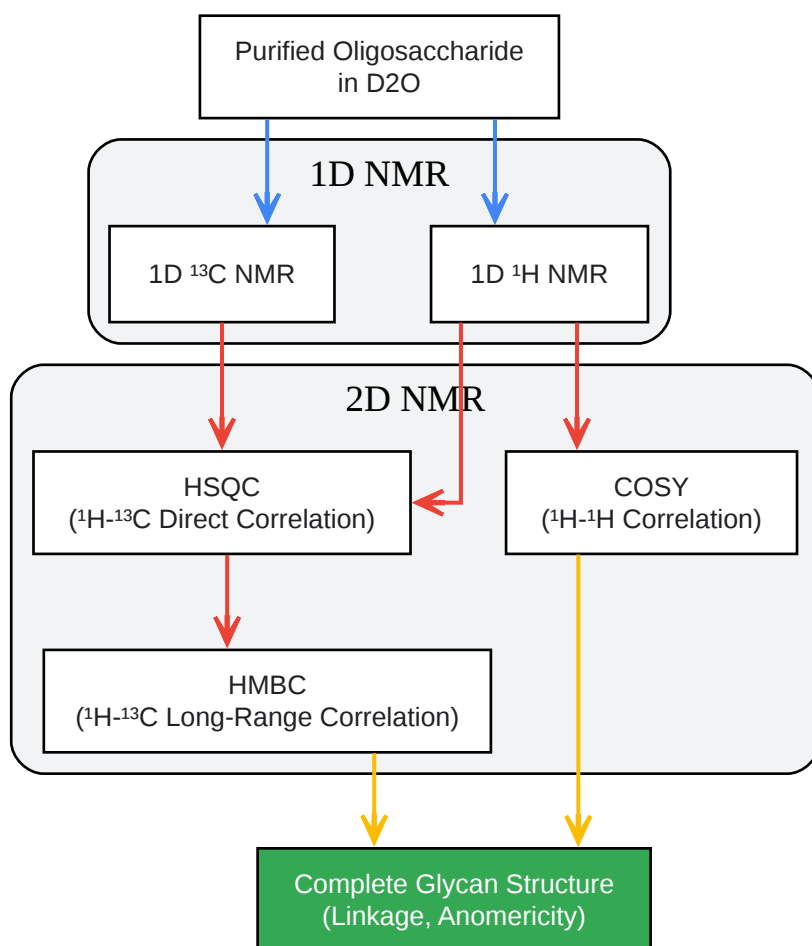 Purified Oligosaccharide
in D2O
1D NMR
1D ¹³C NMR
1D ¹H NMR
2D NMR
HSQC
(¹H-¹³C Direct Correlation)
COSY
(¹H-¹H Correlation)
HMBC
(¹H-¹³C Long-Range Correlation)
Complete Glycan Structure
(Linkage, Anomericity)